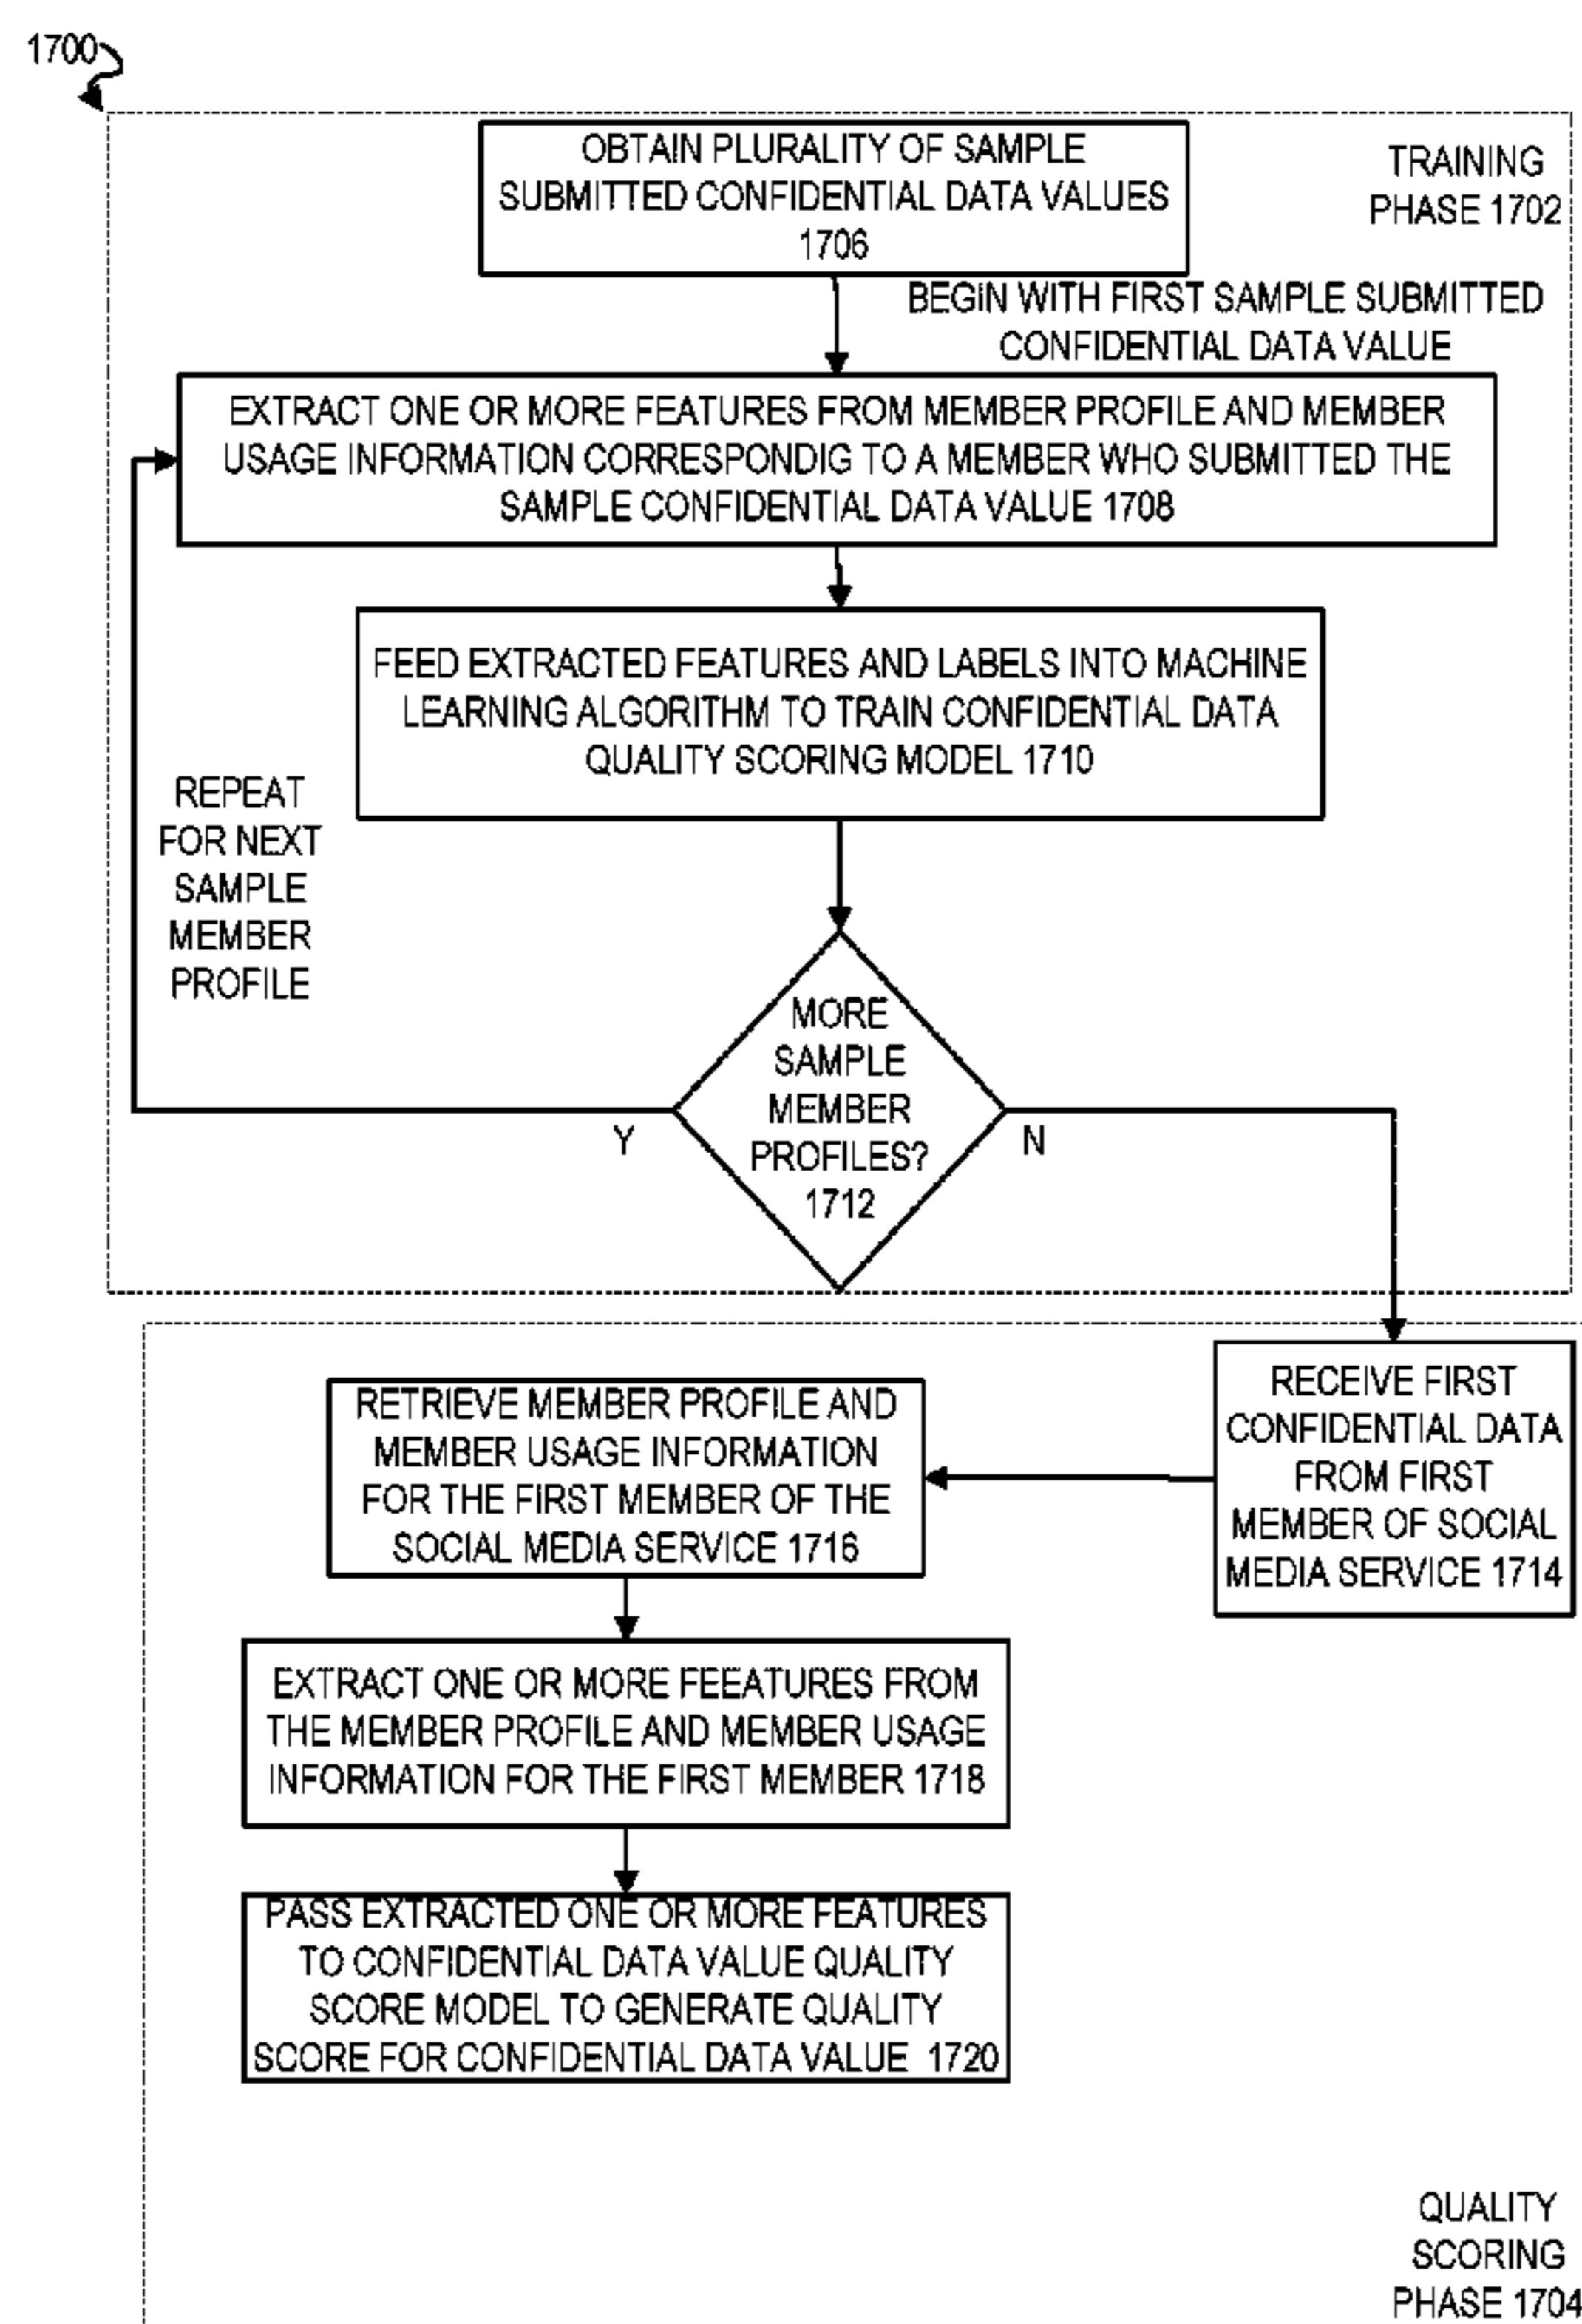 1700
OBTAIN PLURALITY OF SAMPLE
SUBMITTED CONFIDENTIAL DATA VALUES
1706
TRAINING
PHASE 1702
BEGIN WITH FIRST SAMPLE SUBMITTED
CONFIDENTIAL DATA VALUE
EXTRACT ONE OR MORE FEATURES FROM MEMBER PROFILE AND MEMBER
USAGE INFORMATION CORRESPONDIG TO A MEMBER WHO SUBMITTED THE
SAMPLE CONFIDENTIAL DATA VALUE 1708
FEED EXTRACTED FEATURES AND LABELS INTO MACHINE
LEARNING ALGORITHM TO TRAIN CONFIDENTIAL DATA
QUALITY SCORING MODEL 1710
REPEAT
FOR NEXT
SAMPLE
MEMBER
PROFILE
MORE
SAMPLE
MEMBER
PROFILES?
1712
Y
N
RECEIVE FIRST
CONFIDENTIAL DATA
FROM FIRST
MEMBER OF SOCIAL
MEDIA SERVICE 1714
RETRIEVE MEMBER PROFILE AND
MEMBER USAGE INFORMATION
FOR THE FIRST MEMBER OF THE
SOCIAL MEDIA SERVICE 1716
EXTRACT ONE OR MORE FEEATURES FROM
THE MEMBER PROFILE AND MEMBER USAGE
INFORMATION FOR THE FIRST MEMBER 1718
PASS EXTRACTED ONE OR MORE FEATURES
TO CONFIDENTIAL DATA VALUE QUALITY
SCORE MODEL TO GENERATE QUALITY
SCORE FOR CONFIDENTIAL DATA VALUE 1720
QUALITY
SCORING
PHASE 1704